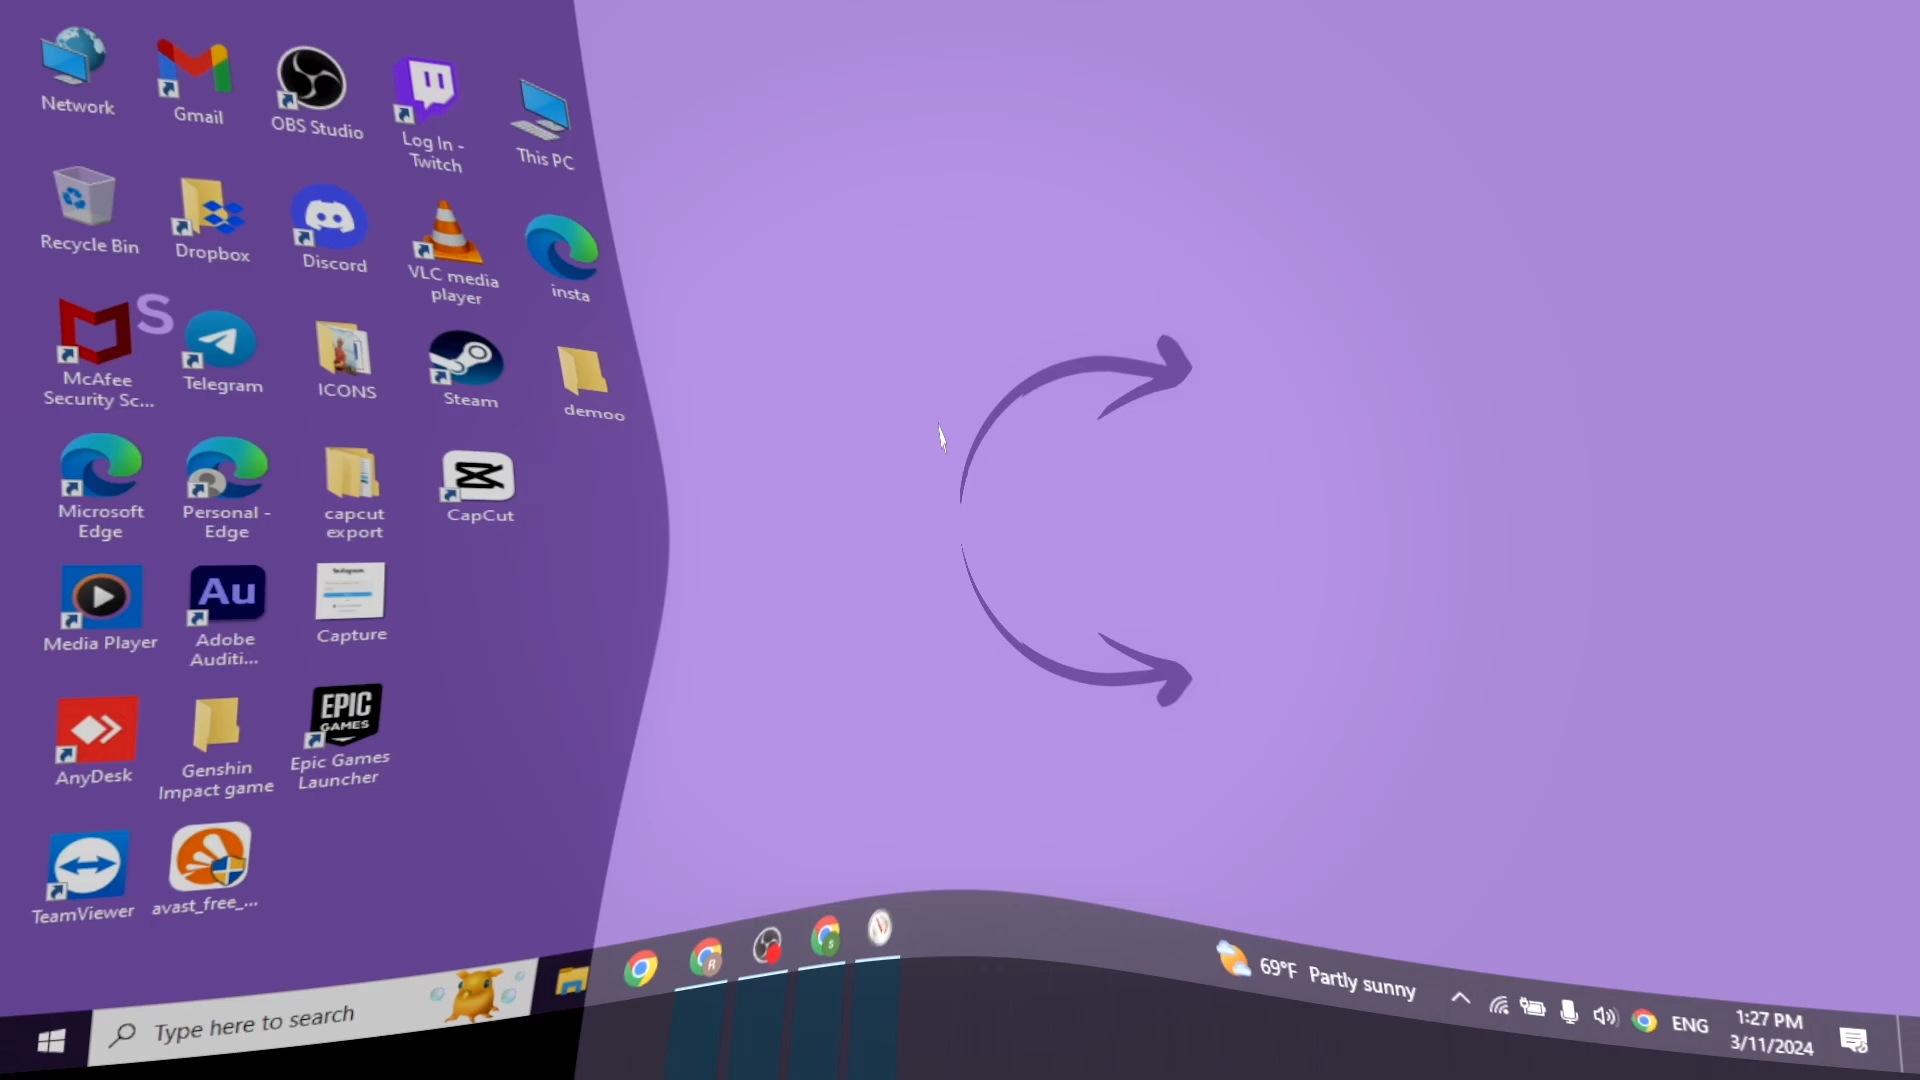 Network
Gmail
OBS Studio
Log In -
Twitch
This PC
Recycle Bin
Dropbox
Discord
VLC media
player
insta
S
McAfee
Security Sc...
Telegram
ICONS
Steam
demoo
Microsoft
Edge
Personal -
Edge
capcut
export
CapCut
Media Player
Au
Adobe
Auditi...
Capture
AnyDesk
Genshin
Impact game
EPIC
GAMES
Epic Games
Launcher
TeamViewer
avast_free_...
Type here to search
R
S
69°F Partly sunny
ENG
1:27 PM
3/11/2024